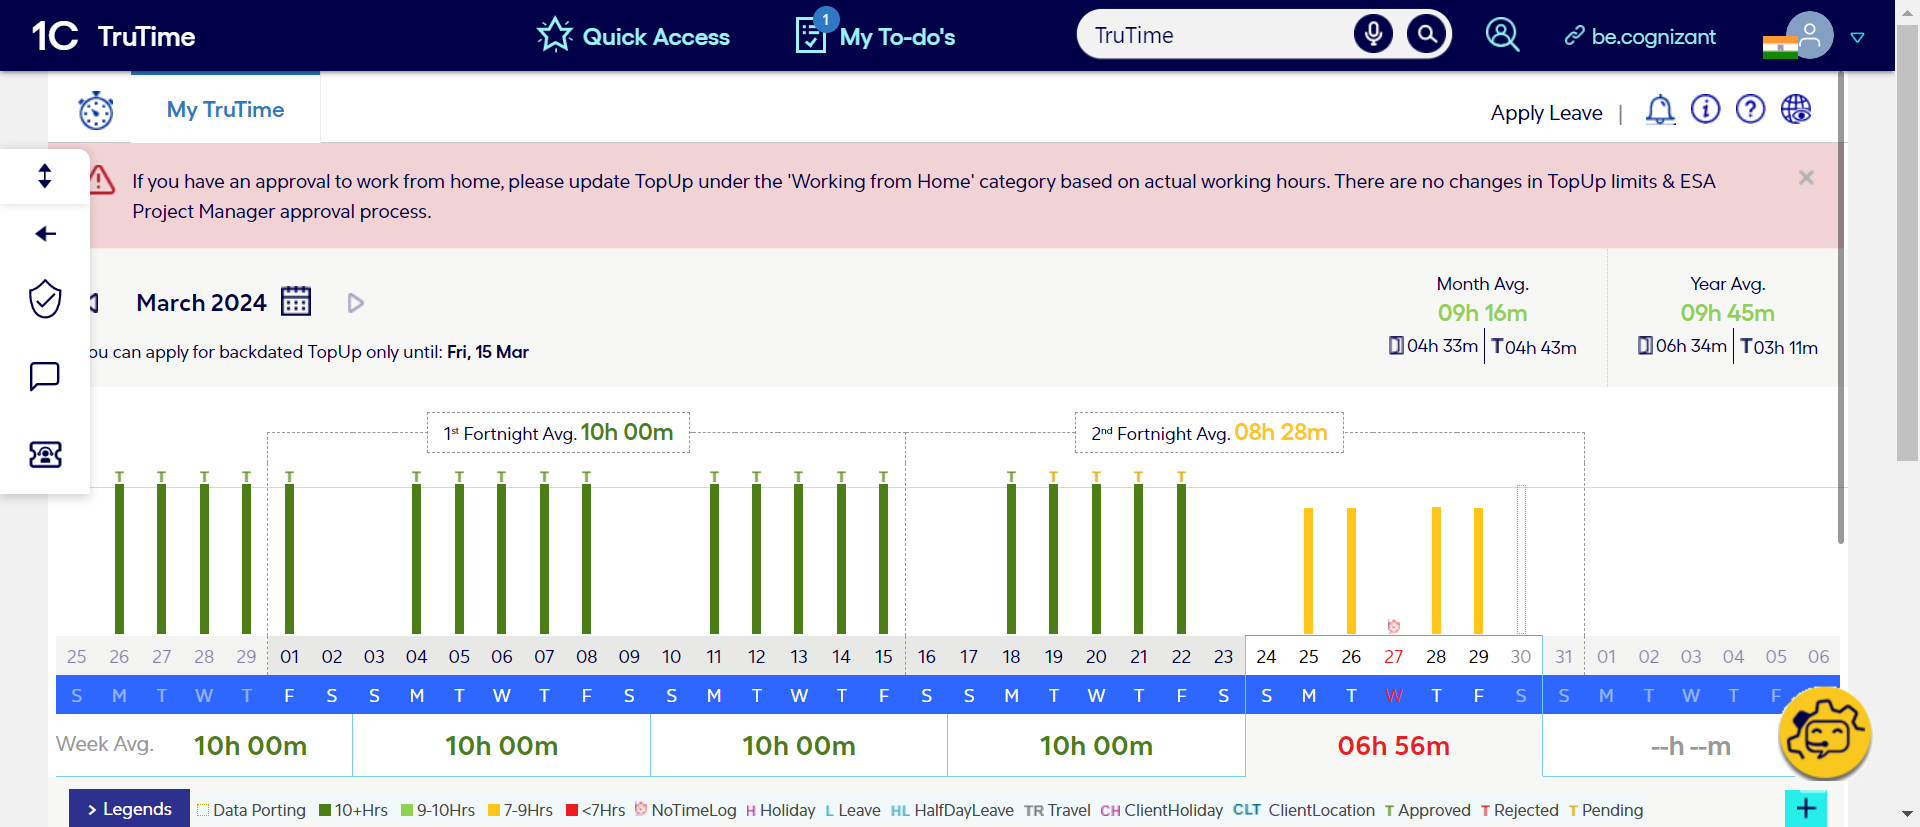 1C TruTime Quick Access 1 My To-do's TruTime be.cognizant
My TruTime Apply Leave |
If you have an approval to work from home, please update TopUp under the 'Working from Home' category based on actual working hours. There are no changes in TopUp limits & ESA
Project Manager approval process.
Month Avg. Year Avg.
March 2024 09h 16m 09h 45m
04h 33m T 04h 43m 06h 34m T 03h 11m
ou can apply for backdated TopUp only until: Fri, 15 Mar
1st Fortnight Avg. 10h 00m 2nd Fortnight Avg. 08h 28m
T T T T T T T T T T T T T T T T T T T T
25 26 27 28 29 01 02 03 04 05 06 07 08 09 10 11 12 13 14 15 16 17 18 19 20 21 22 23 24 25 26 27 28 29 30 31 01 02 03 04 05 06
S M T W T F S S M T W T F S S M T W T F S S M T W T F S S M T W T F S S M T W T F
Week Avg. 10h 00m 10h 00m 10h 00m 10h 00m 06h 56m --h --m
> Legends Data Porting 10+Hrs 9-10Hrs 7-9Hrs <7Hrs NoTimeLog H Holiday L Leave HL HalfDayLeave TR Travel CH ClientHoliday CLT ClientLocation T Approved T Rejected T Pending +